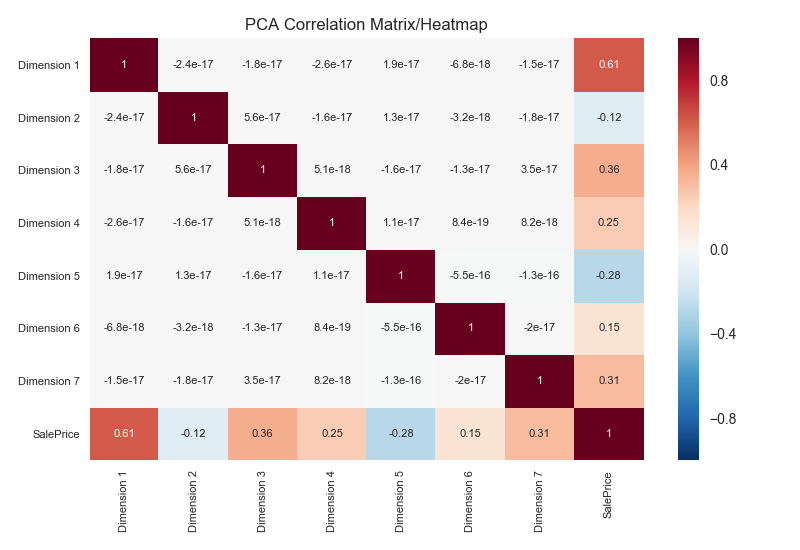 PCA Correlation Matrix/Heatmap
Dimension 1 1 -2.4e-17 -1.8e-17 -2.6e-17 1.9e-17 -6.8e-18 -1.5e-17 0.61
Dimension 2 -2.4e-17 1 5.6e-17 -1.6e-17 1.3e-17 -3.2e-18 -1.8e-17 -0.12
Dimension 3 -1.8e-17 5.6e-17 1 5.1e-18 -1.6e-17 -1.3e-17 3.5e-17 0.36
Dimension 4 -2.6e-17 -1.6e-17 5.1e-18 1 1.1e-17 8.4e-19 8.2e-18 0.25
Dimension 5 1.9e-17 1.3e-17 -1.6e-17 1.1e-17 1 -5.5e-16 -1.3e-16 -0.28
Dimension 6 -6.8e-18 -3.2e-18 -1.3e-17 8.4e-19 -5.5e-16 1 -2e-17 0.15
Dimension 7 -1.5e-17 -1.8e-17 3.5e-17 8.2e-18 -1.3e-16 -2e-17 1 0.31
SalePrice 0.61 -0.12 0.36 0.25 -0.28 0.15 0.31 1
Dimension 1
Dimension 2
Dimension 3
Dimension 4
Dimension 5
Dimension 6
Dimension 7
SalePrice
0.8
0.4
0.0
−0.4
−0.8